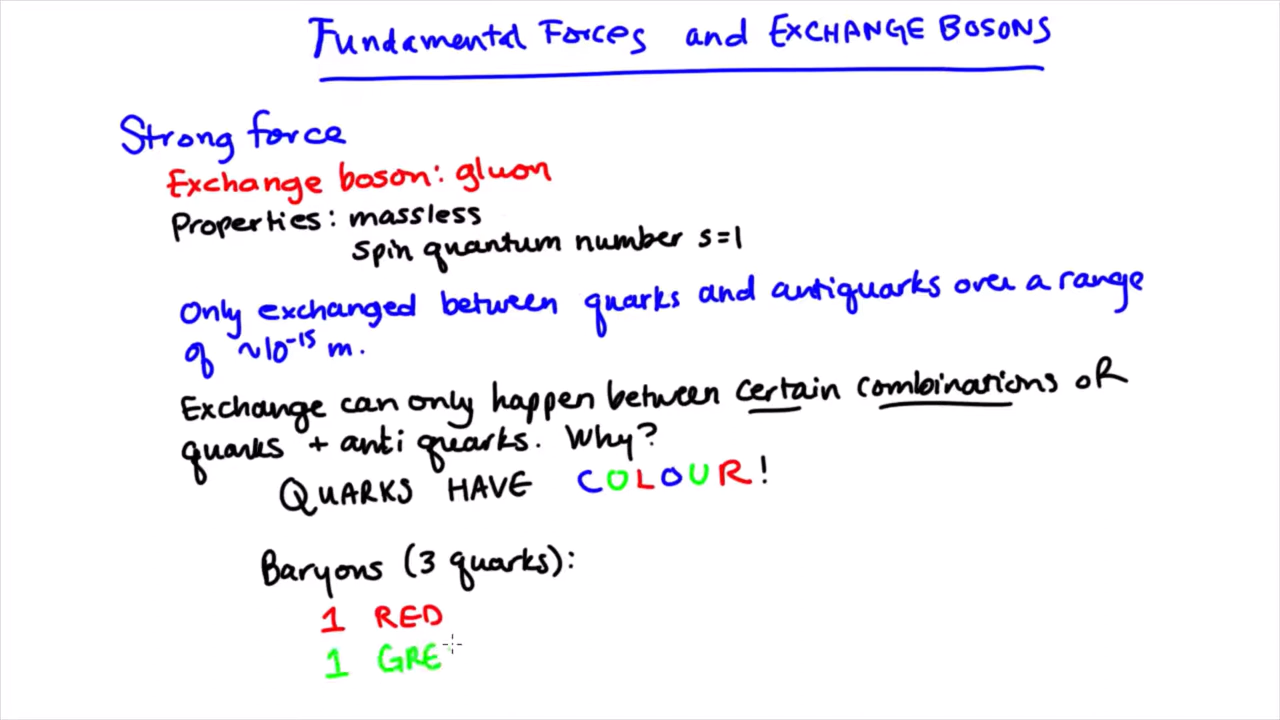 Fundamental Forces and EXCHANGE BOSONS
Strong force
Exchange boson: gluon
Properties: massless
spin quantum number s=1
Only exchanged between quarks and antiquarks over a range
of ~10⁻¹⁵ m.
Exchange can only happen between certain combinations of
quarks + anti quarks. Why?
QUARKS HAVE COLOUR!
Baryons (3 quarks):
1 RED
1 GRE